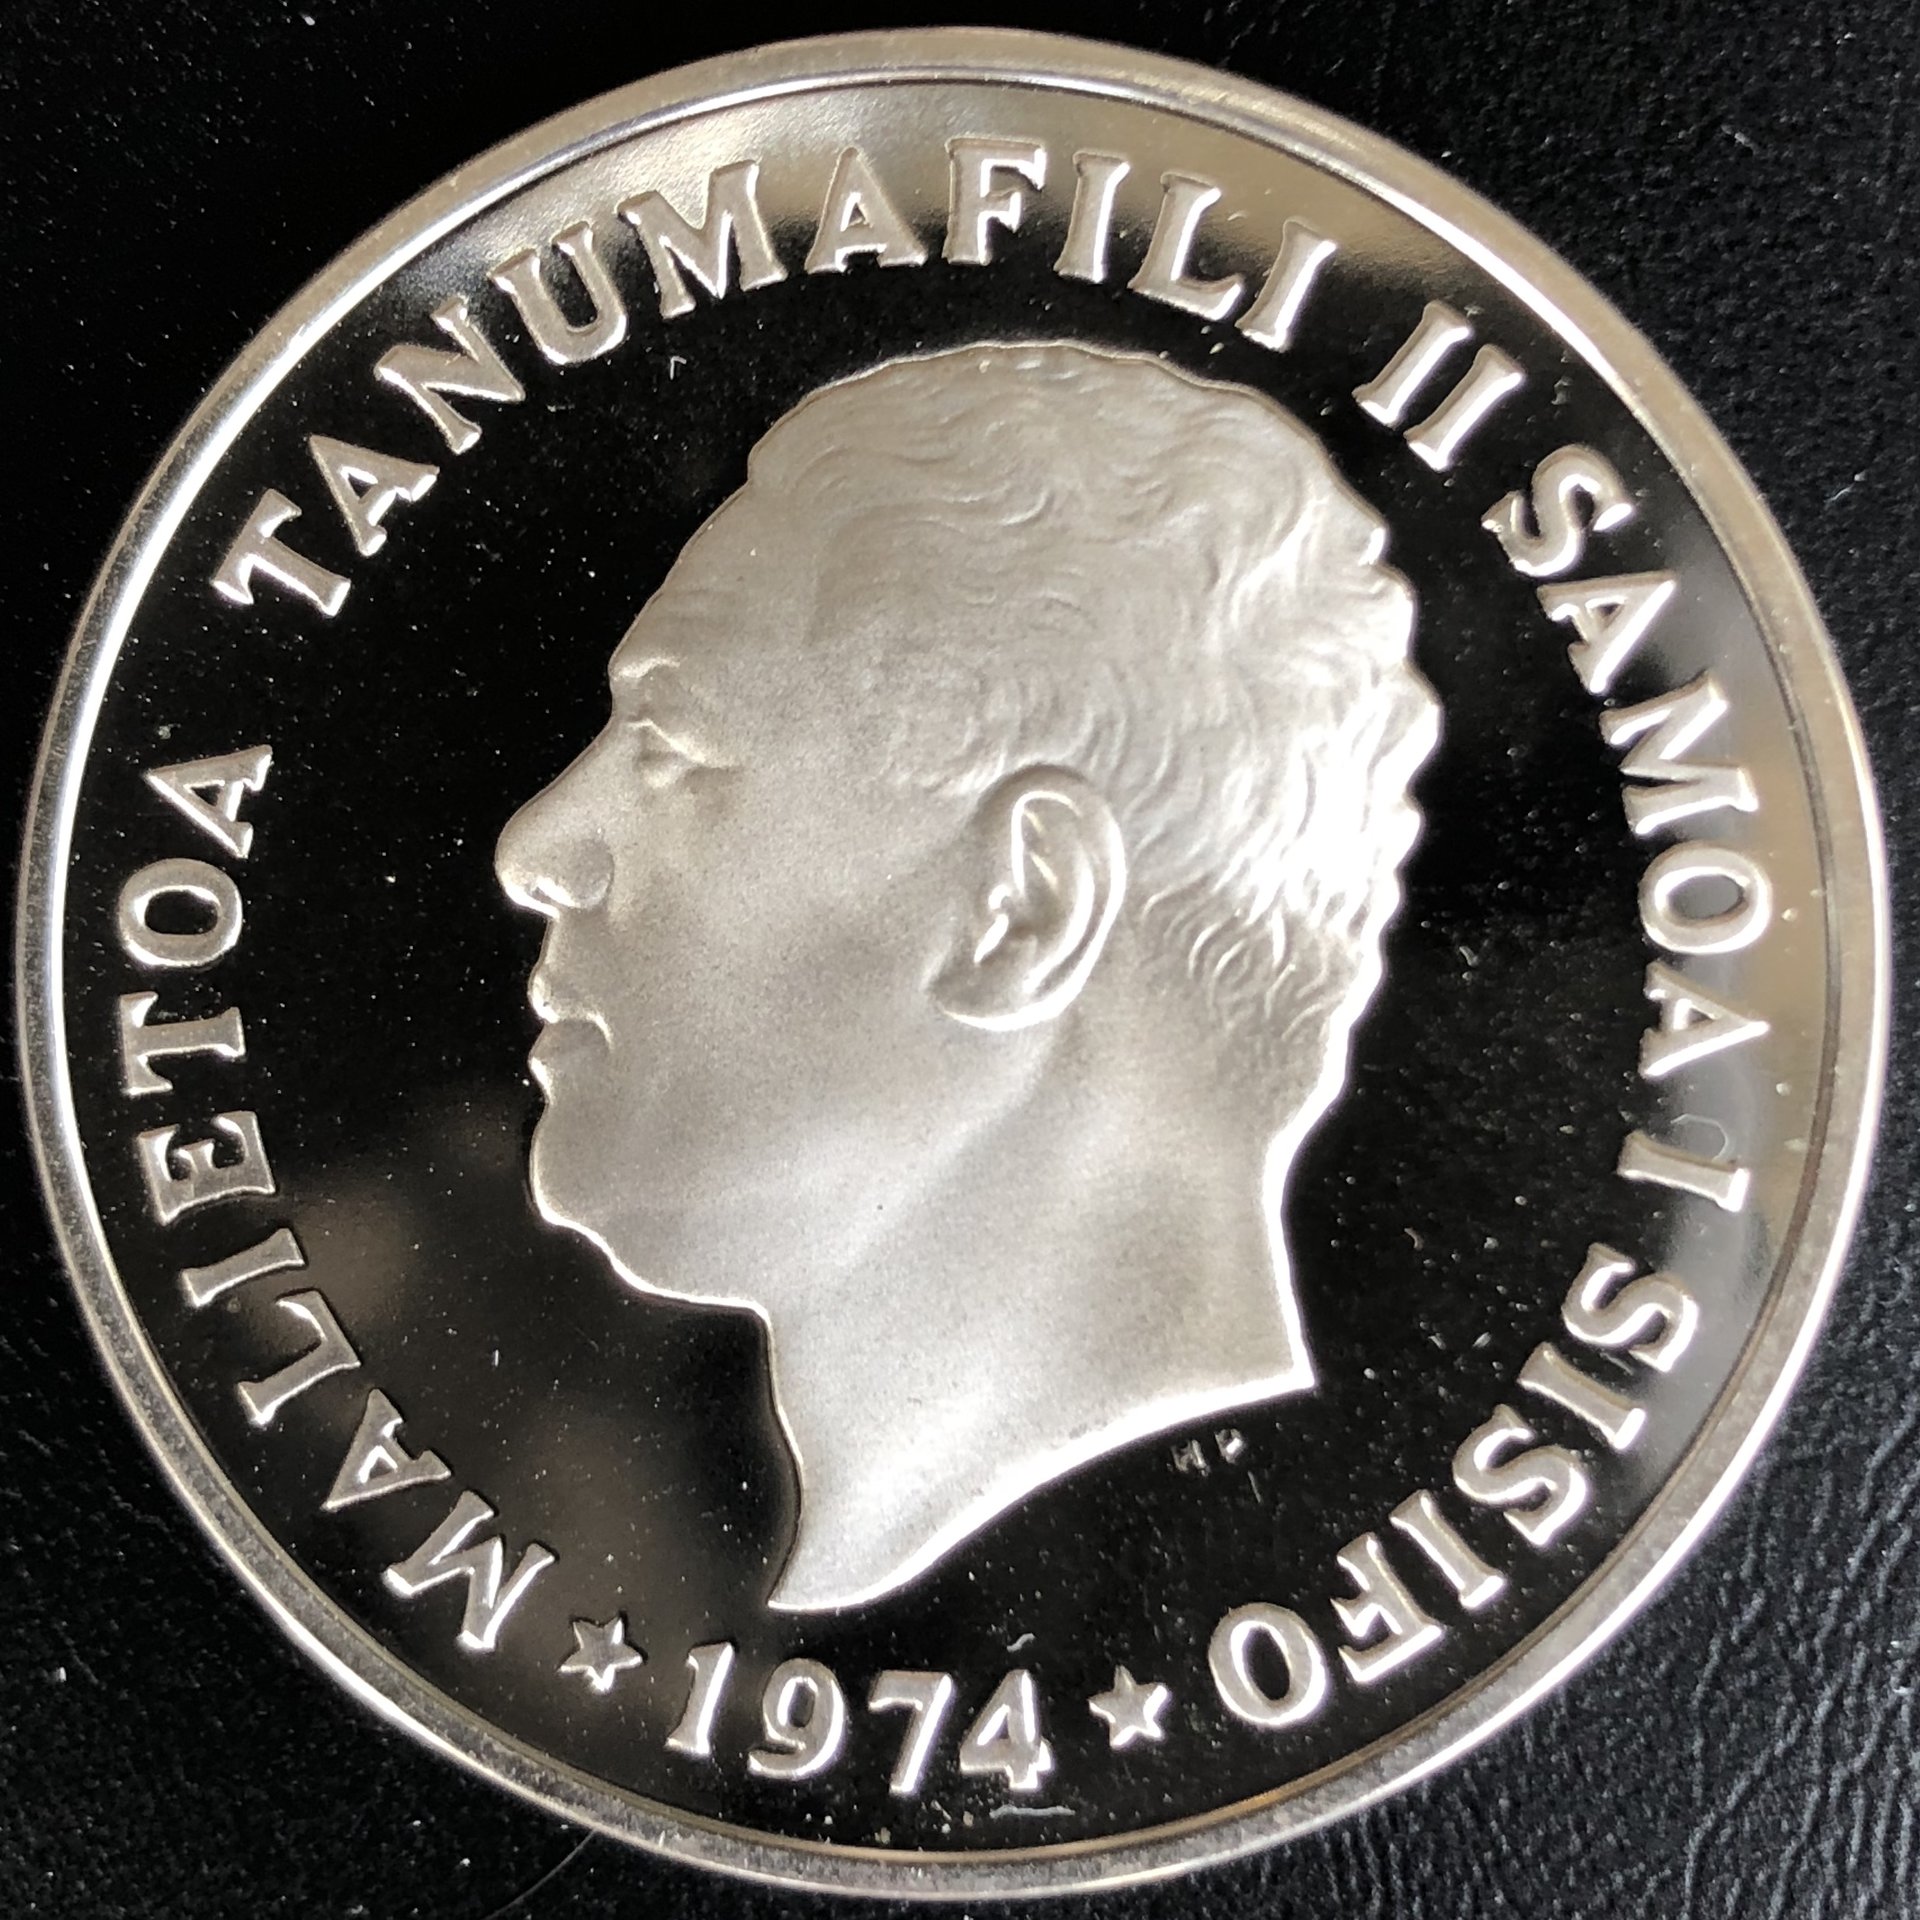 MALIETOA TANUMAFILI II SAMOA I SISIFO
★ 1974 ★